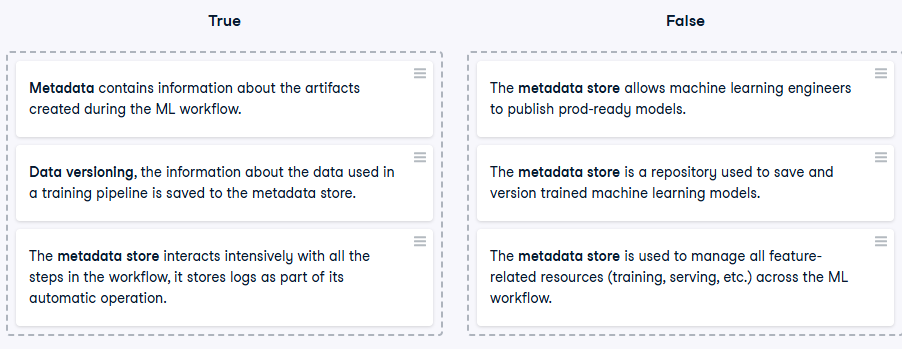 True
Metadata contains information about the artifacts
created during the ML workflow.
Data versioning, the information about the data used in
a training pipeline is saved to the metadata store.
The metadata store interacts intensively with all the
steps in the workflow, it stores logs as part of its
automatic operation.
False
The metadata store allows machine learning engineers
to publish prod-ready models.
The metadata store is a repository used to save and
version trained machine learning models.
The metadata store is used to manage all feature-
related resources (training, serving, etc.) across the ML
workflow.